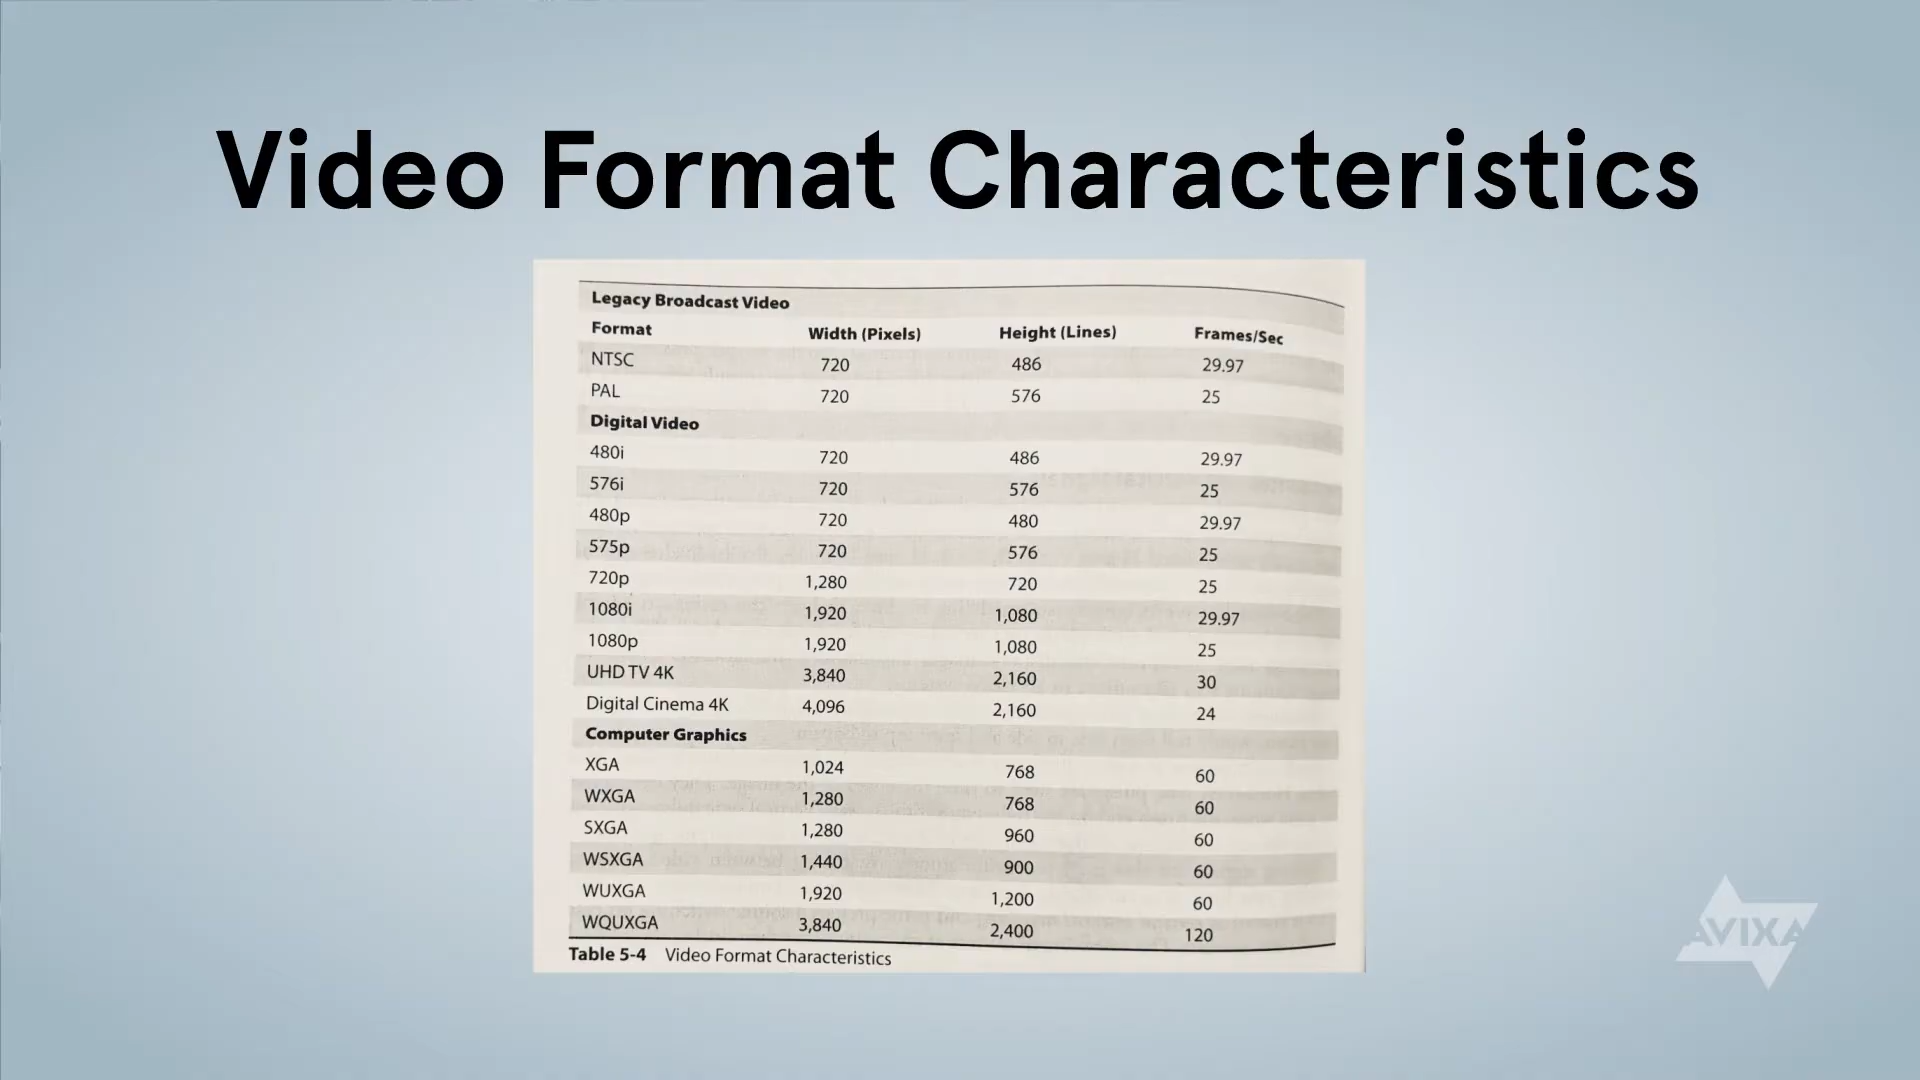 Video Format Characteristics
Legacy Broadcast Video
Format Width (Pixels) Height (Lines) Frames/Sec
NTSC 720 486 29.97
PAL 720 576 25
Digital Video
480i 720 486 29.97
576i 720 576 25
480p 720 480 29.97
575p 720 576 25
720p 1,280 720 25
1080i 1,920 1,080 29.97
1080p 1,920 1,080 25
UHD TV 4K 3,840 2,160 30
Digital Cinema 4K 4,096 2,160 24
Computer Graphics
XGA 1,024 768 60
WXGA 1,280 768 60
SXGA 1,280 960 60
WSXGA 1,440 900 60
WUXGA 1,920 1,200 60
WQUXGA 3,840 2,400 120
Table 5-4 Video Format Characteristics
AVIXA